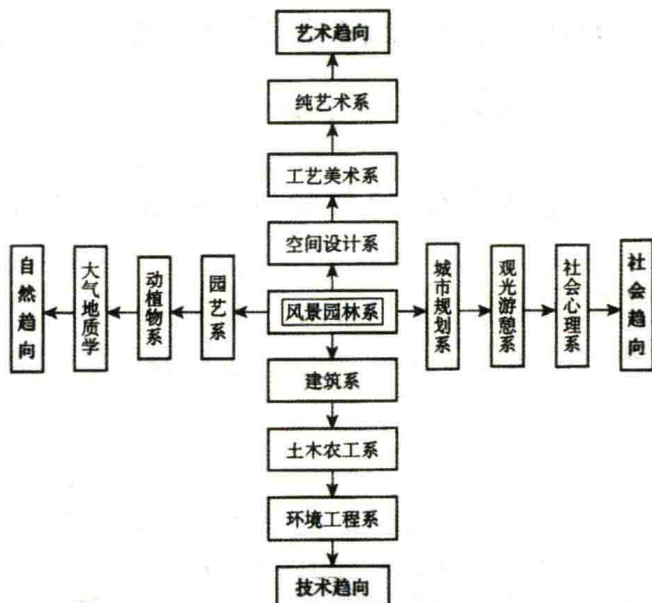 艺术趋向
纯艺术系
工艺美术系
空间设计系
自然趋向
大气地质学
动植物系
园艺系
风景园林系
城市规划系
观光游憩系
社会心理系
社会趋向
建筑系
土木农工系
环境工程系
技术趋向